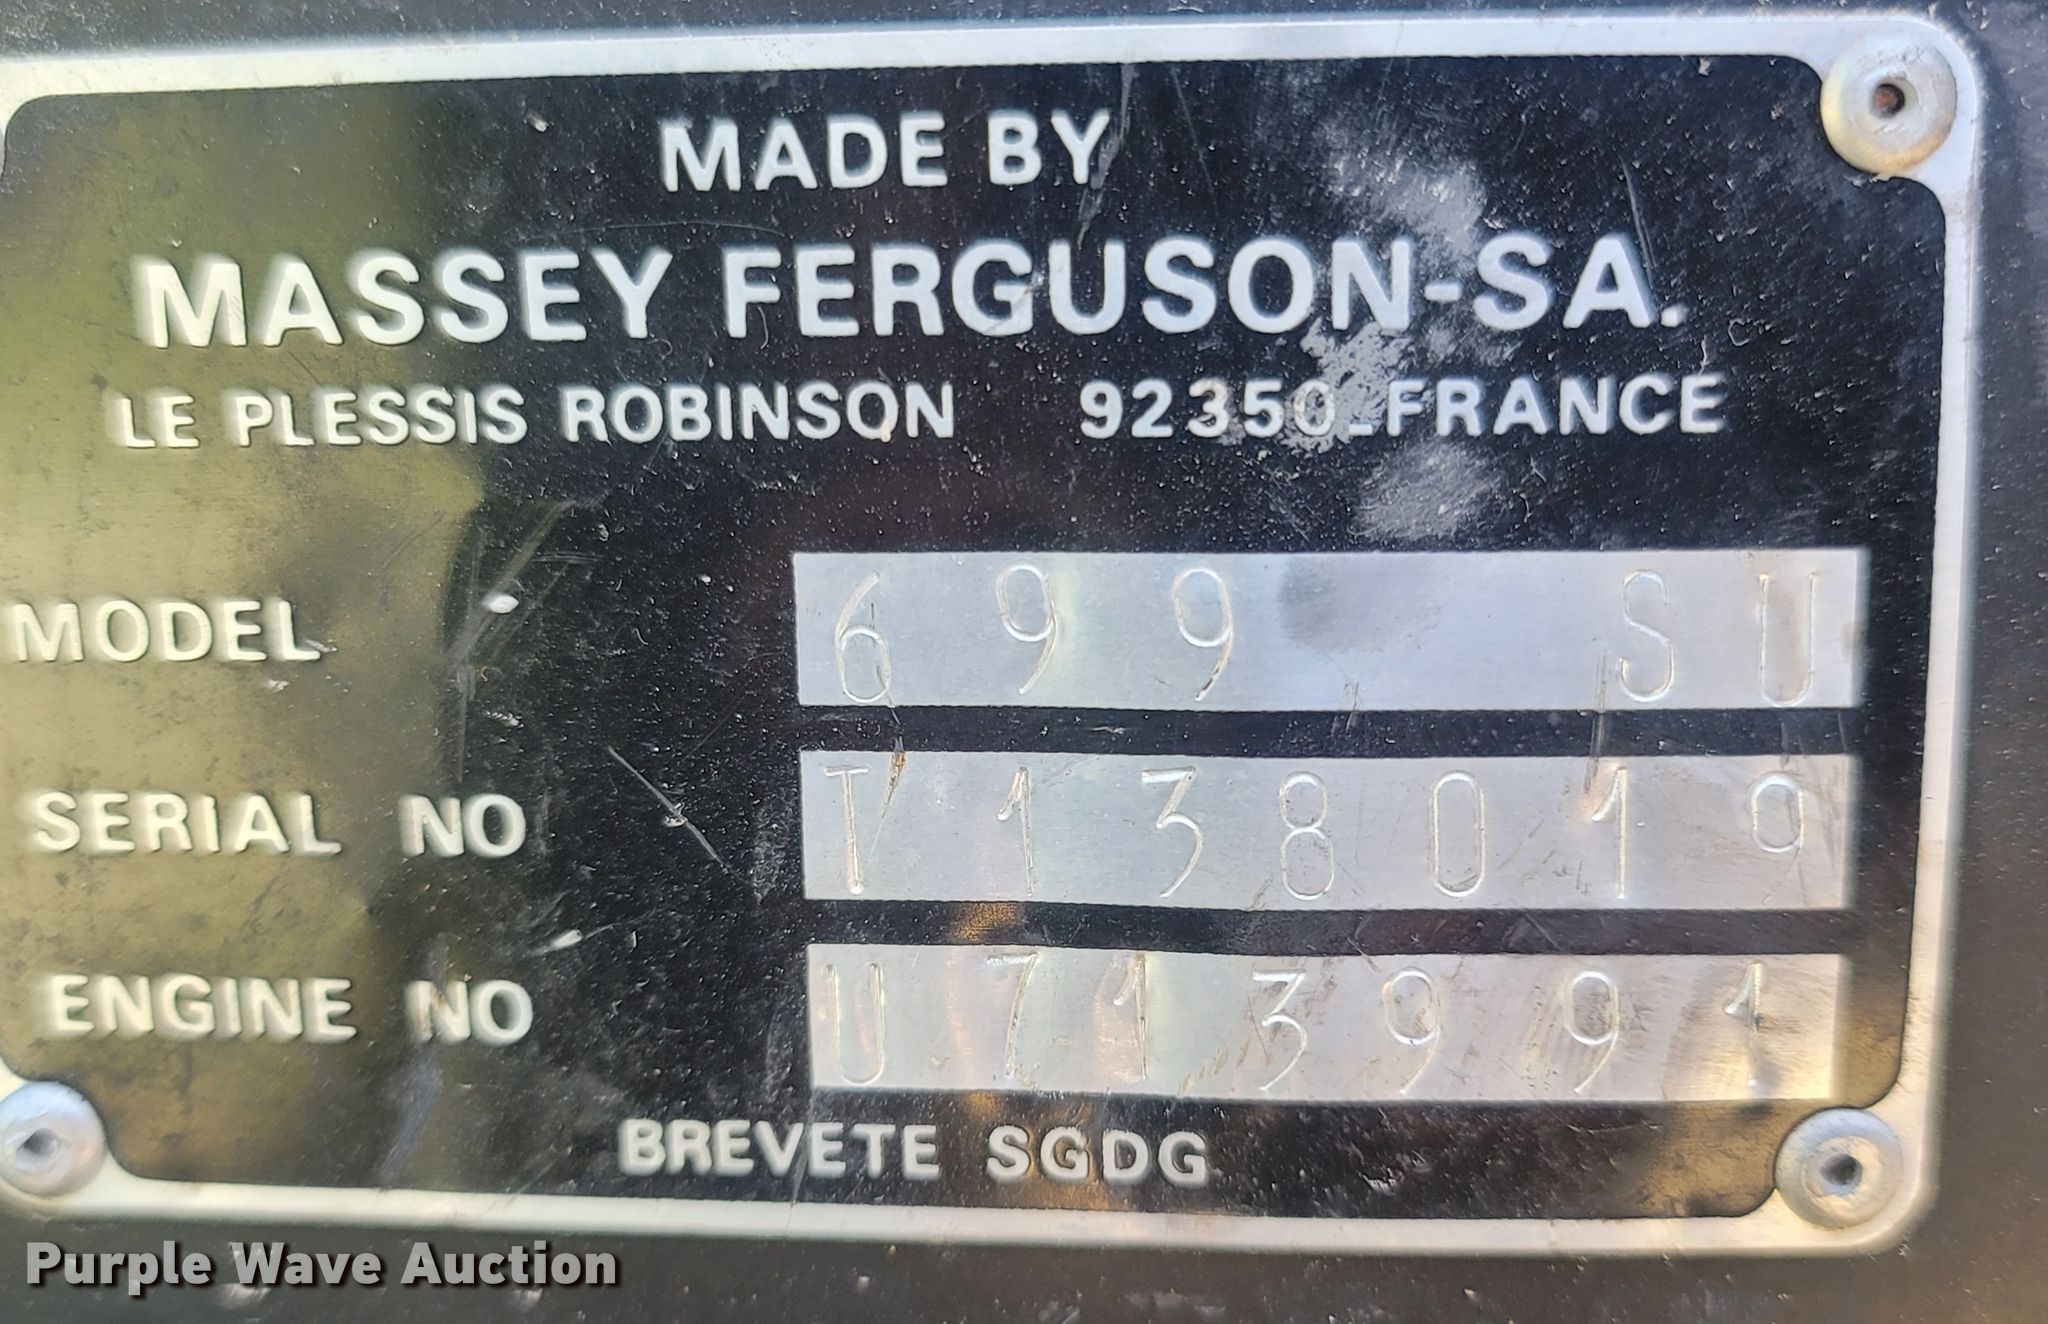 MADE BY
MASSEY FERGUSON-SA.
LE PLESSIS ROBINSON 92350-FRANCE
MODEL 699 SU
SERIAL NO T138019
ENGINE NO U713991
BREVETE SGDG
Purple Wave Auction